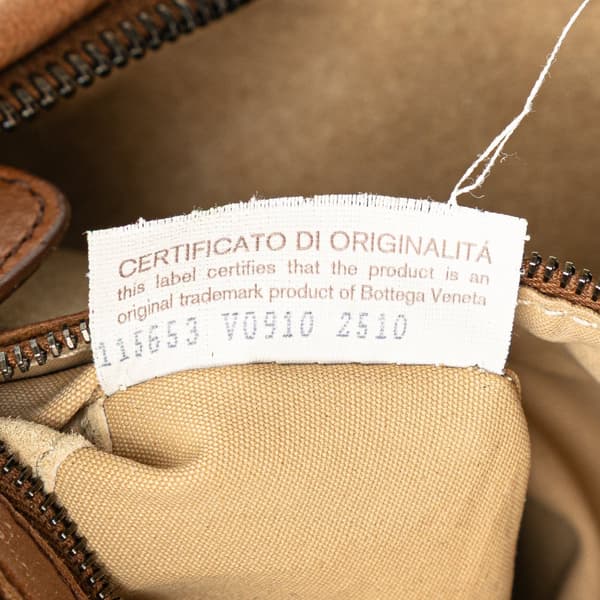 CERTIFICATO DI ORIGINALITÁ
this label certifies that the product is an
original trademark product of Bottega Veneta
115653 V0910 2510